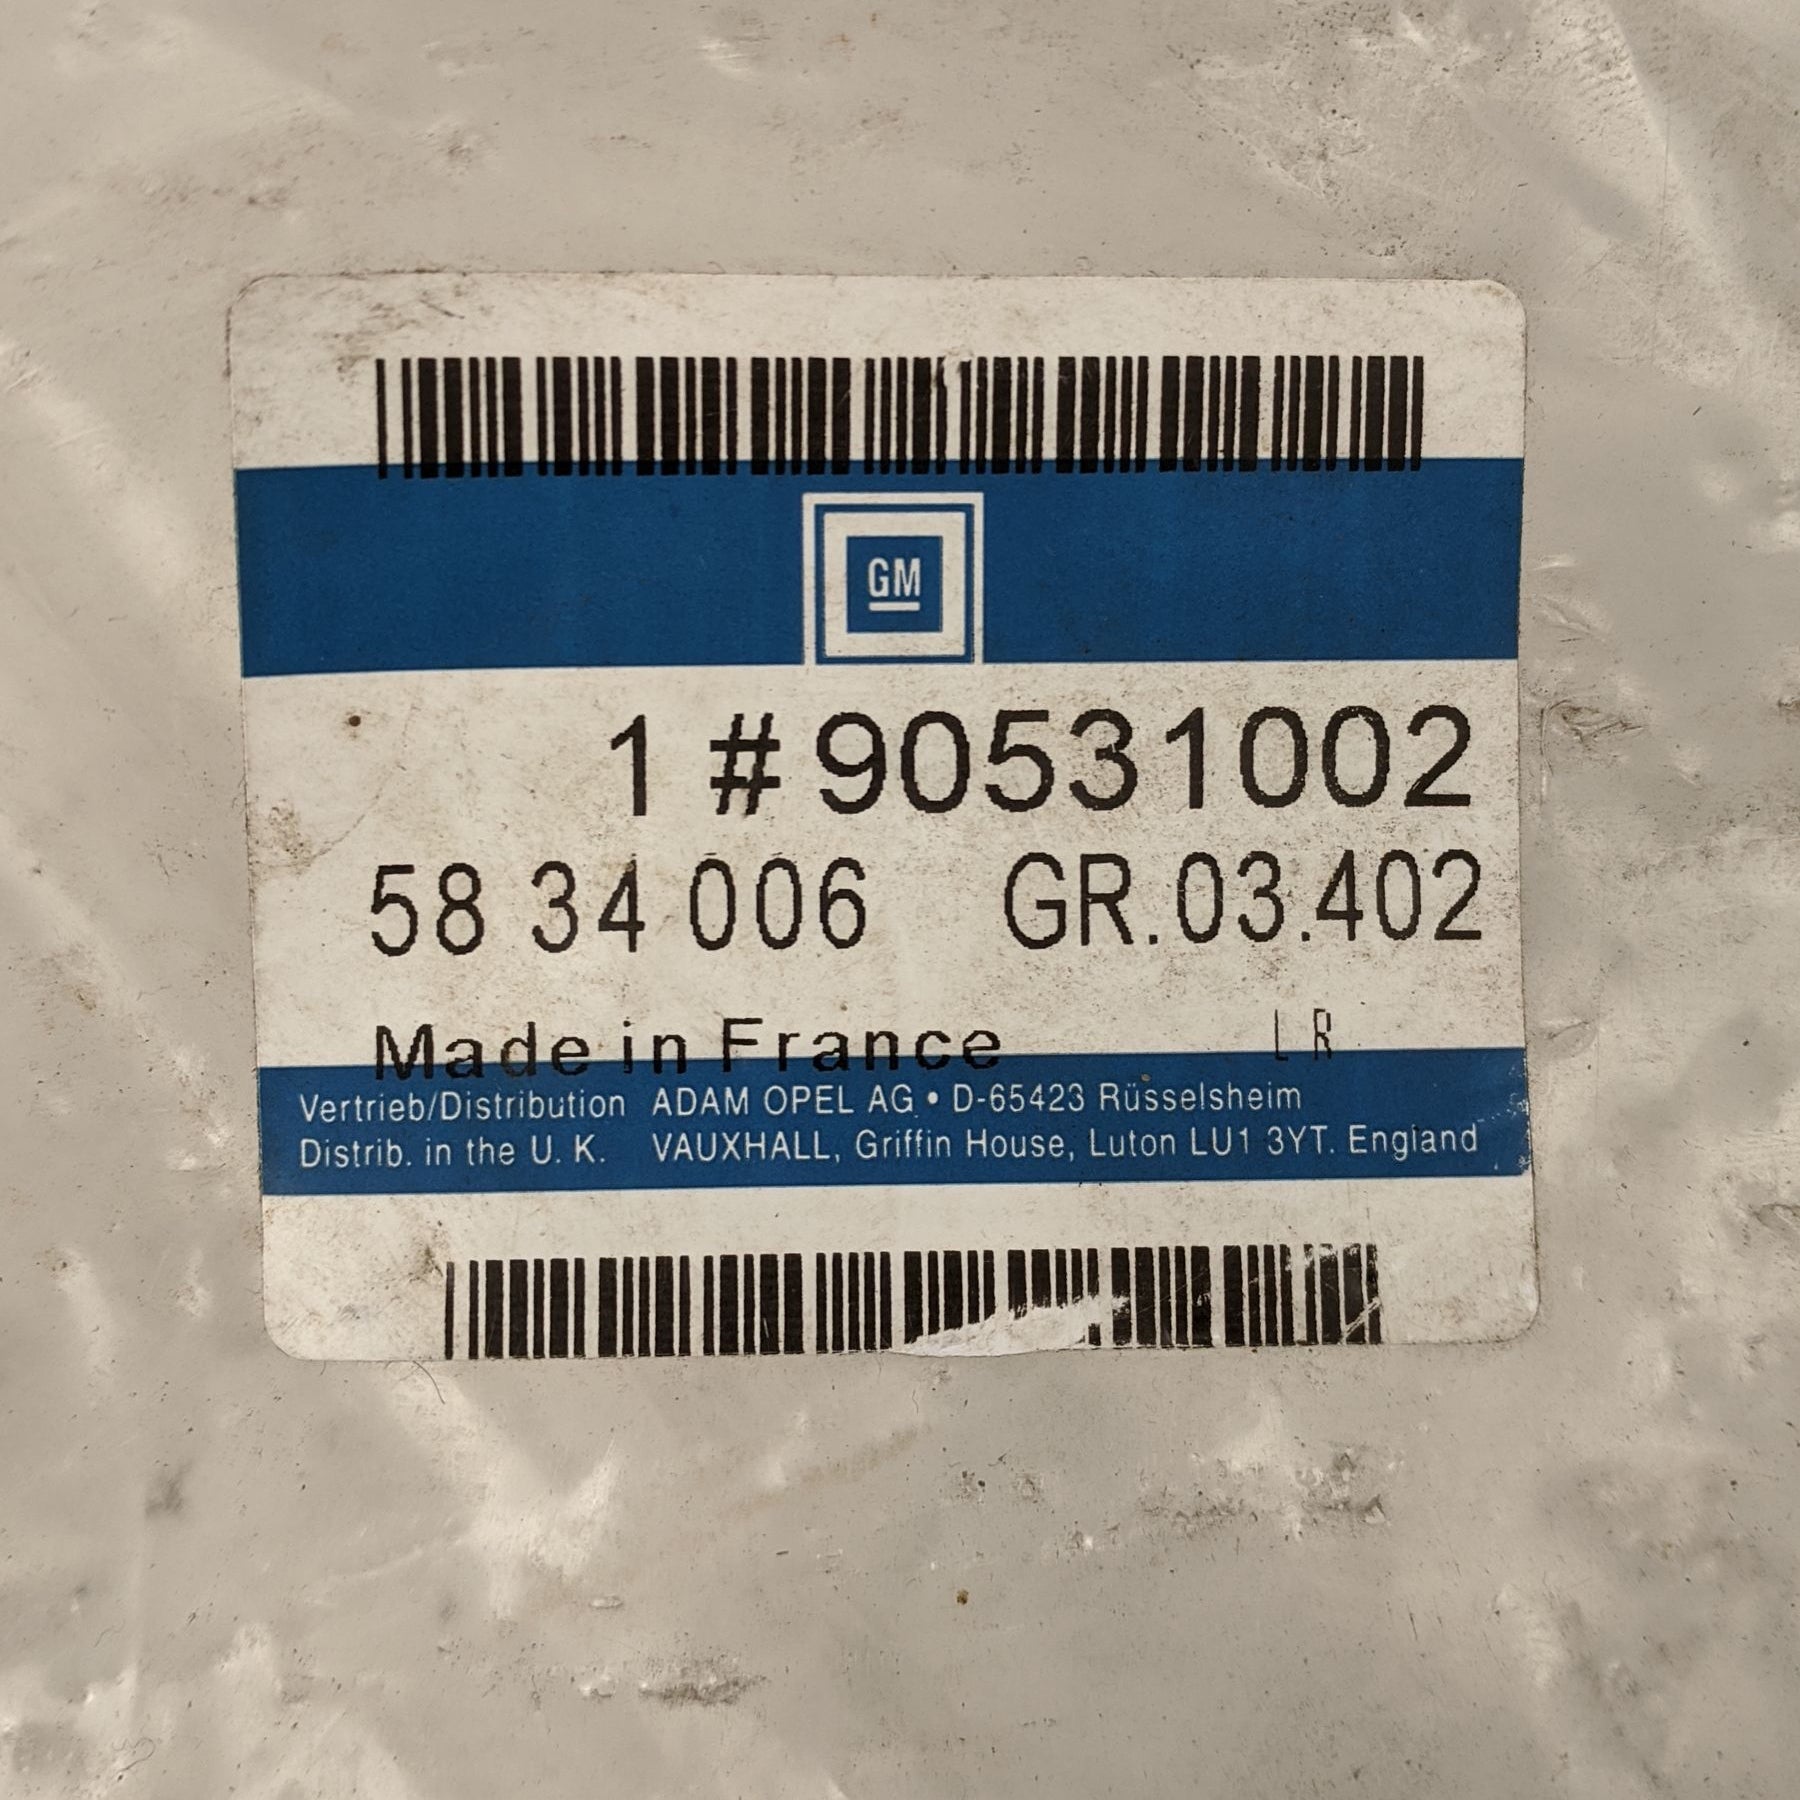 GM
1 # 90531002
58 34 006 GR.03.402
Made in France LR
Vertrieb/Distribution ADAM OPEL AG • D-65423 Rüsselsheim
Distrib. in the U. K. VAUXHALL, Griffin House, Luton LU1 3YT. England